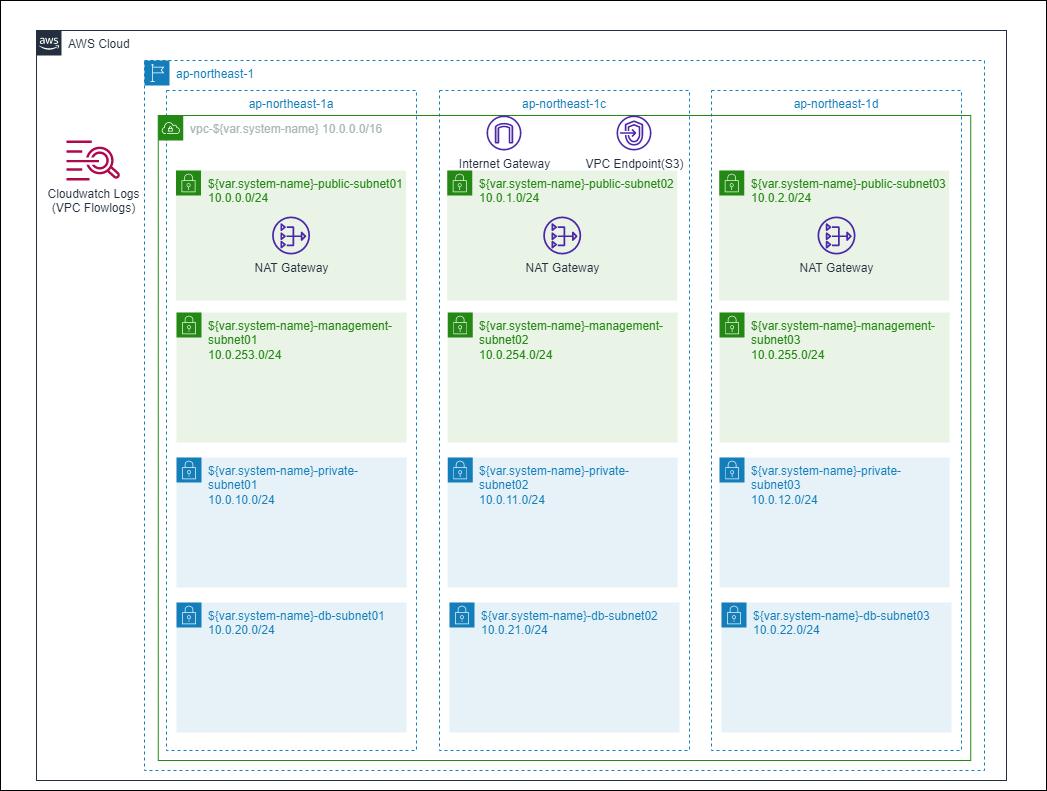 aws
AWS Cloud
ap-northeast-1
ap-northeast-1a
ap-northeast-1c
ap-northeast-1d
vpc-${var.system-name} 10.0.0.0/16
Internet Gateway
VPC Endpoint(S3)
Cloudwatch Logs
(VPC Flowlogs)
${var.system-name}-public-subnet01
10.0.0.0/24
NAT Gateway
${var.system-name}-public-subnet02
10.0.1.0/24
NAT Gateway
${var.system-name}-public-subnet03
10.0.2.0/24
NAT Gateway
${var.system-name}-management-
subnet01
10.0.253.0/24
${var.system-name}-management-
subnet02
10.0.254.0/24
${var.system-name}-management-
subnet03
10.0.255.0/24
${var.system-name}-private-
subnet01
10.0.10.0/24
${var.system-name}-private-
subnet02
10.0.11.0/24
${var.system-name}-private-
subnet03
10.0.12.0/24
${var.system-name}-db-subnet01
10.0.20.0/24
${var.system-name}-db-subnet02
10.0.21.0/24
${var.system-name}-db-subnet03
10.0.22.0/24